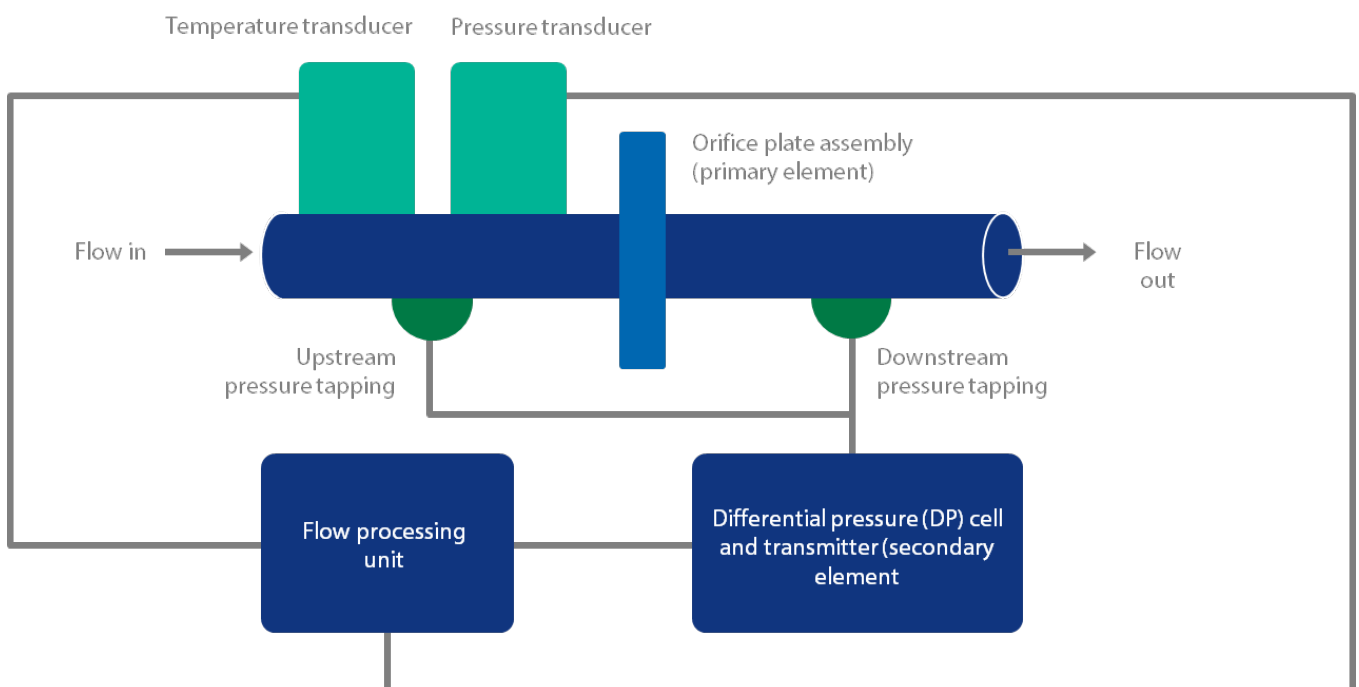 Temperature transducer
Pressure transducer
Orifice plate assembly
(primary element)
Flow in
Flow
out
Upstream
pressure tapping
Downstream
pressure tapping
Flow processing
unit
Differential pressure (DP) cell
and transmitter (secondary
element